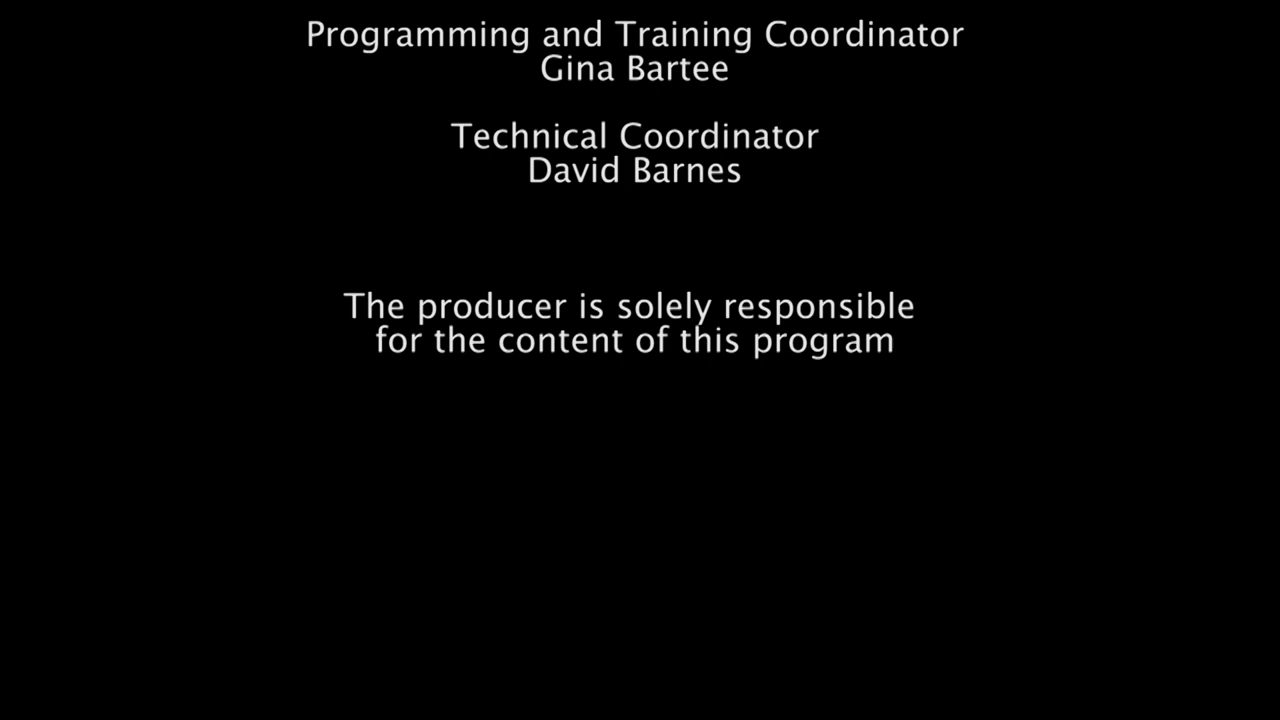 Programming and Training Coordinator
Gina Bartee
Technical Coordinator
David Barnes
The producer is solely responsible
for the content of this program